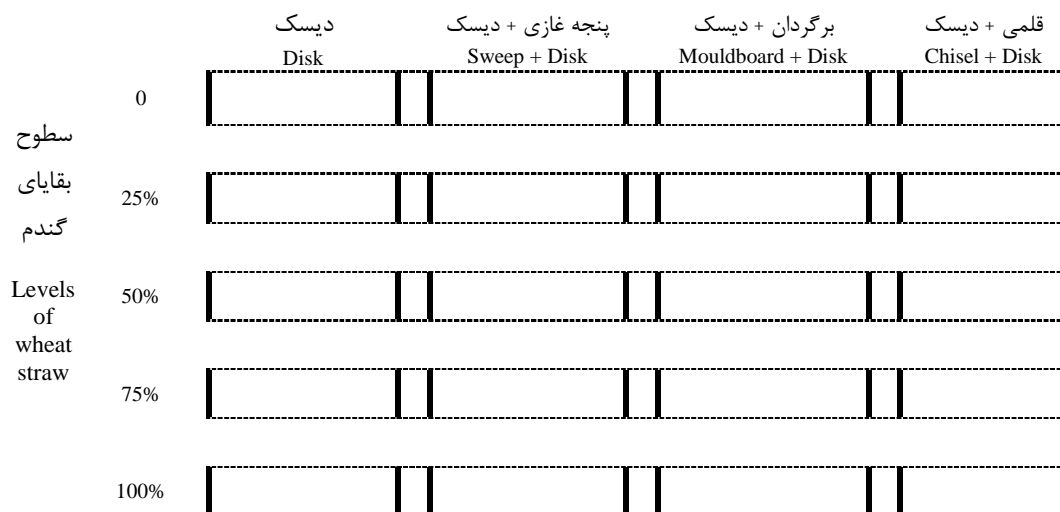 دیسک
پنجه غازی + دیسک
برگردان + دیسک
قلمی + دیسک
Disk
Sweep + Disk
Mouldboard + Disk
Chisel + Disk
سطوح
بقایای
گندم
Levels
of
wheat
straw
0
25%
50%
75%
100%